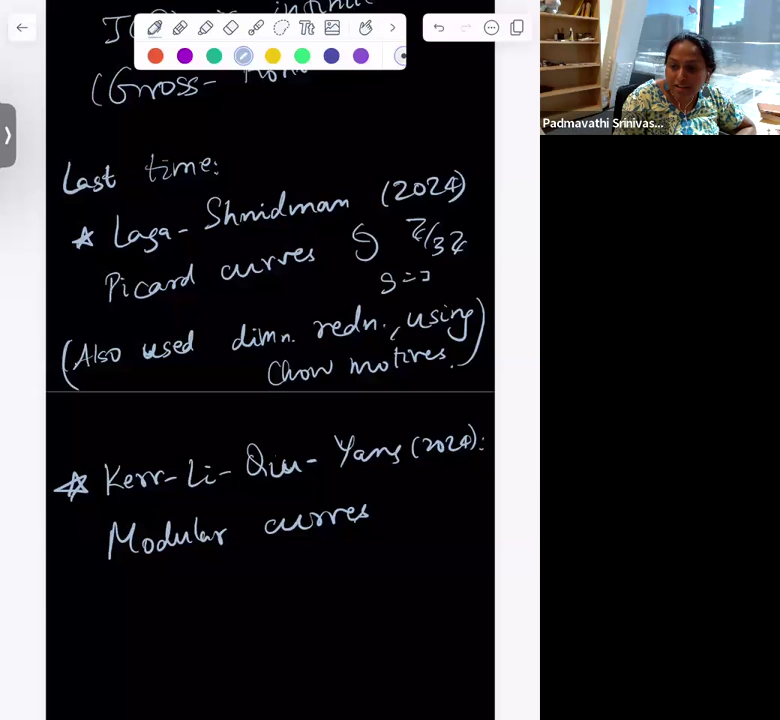 (Gross-
Last time:
☆ Laga-Shnidman (2024)
Picard curves ℤ/3ℤ
g=3
(Also used dimn. redn., using
Chow motives.)
☆ Kerr-Li-Qiu-Yang (2024):
Modular curves
Padmavathi Srinivas...
Tt